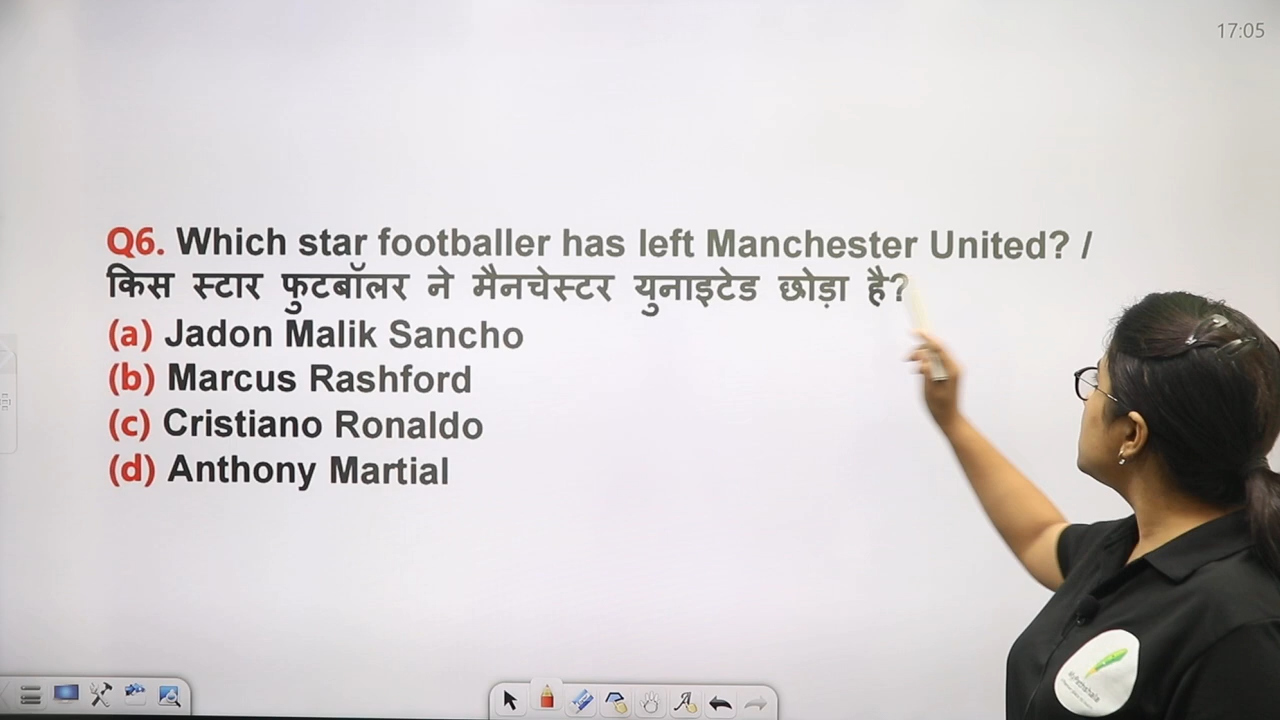 17:05
Q6. Which star footballer has left Manchester United? /
किस स्टार फुटबॉलर ने मैनचेस्टर युनाइटेड छोड़ा है?
(a) Jadon Malik Sancho
(b) Marcus Rashford
(c) Cristiano Ronaldo
(d) Anthony Martial